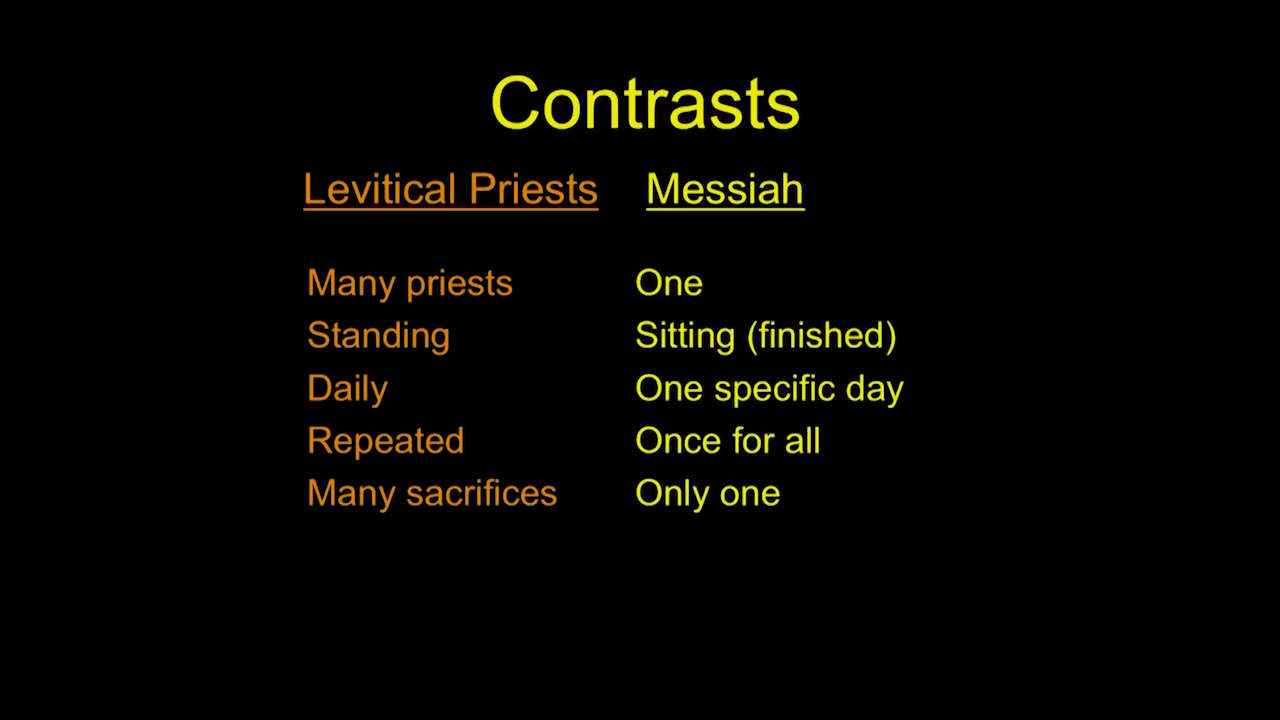 Contrasts
Levitical Priests Messiah
Many priests One
Standing Sitting (finished)
Daily One specific day
Repeated Once for all
Many sacrifices Only one